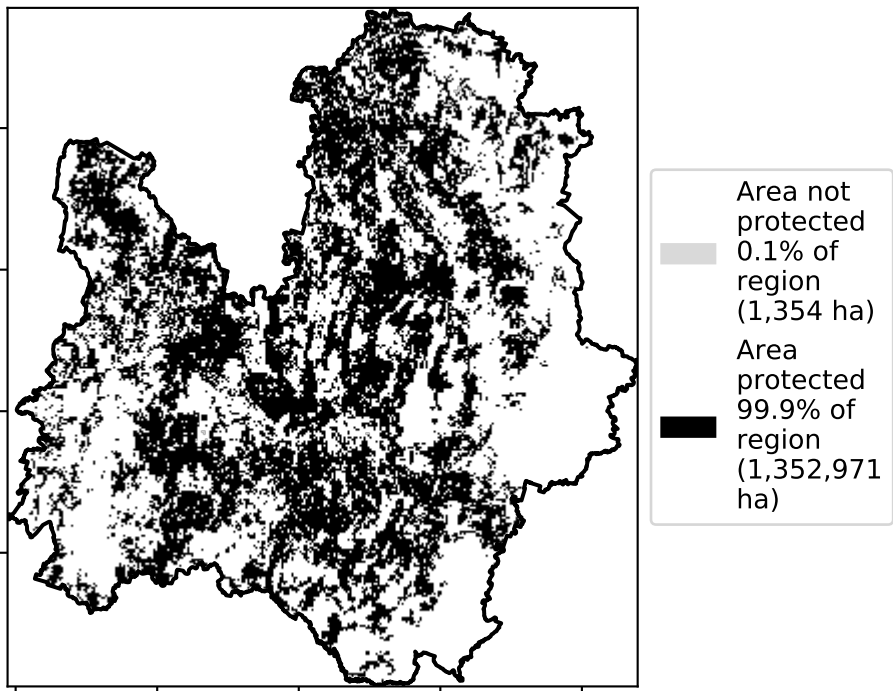 Area not
protected
0.1% of
region
(1,354 ha)
Area
protected
99.9% of
region
(1,352,971
ha)